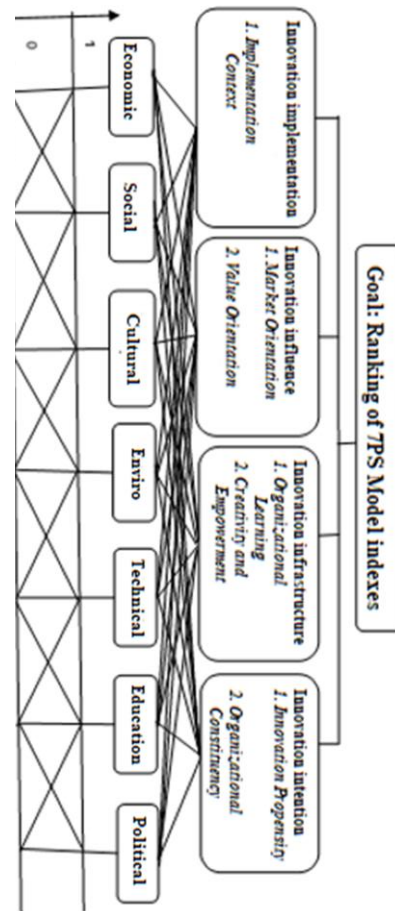 Goal: Ranking of 7PS Model indexes
Innovation implementation
1. Implementation
Context
Innovation influence
1. Market Orientation
2. Value Orientation
Innovation infrastructure
1. Organizational
Learning
2. Creativity and
Empowerment
Innovation intention
1. Innovation Propensity
2. Organizational
Constituency
Economic
Social
Cultural
Enviro
Technical
Education
Political
1
0